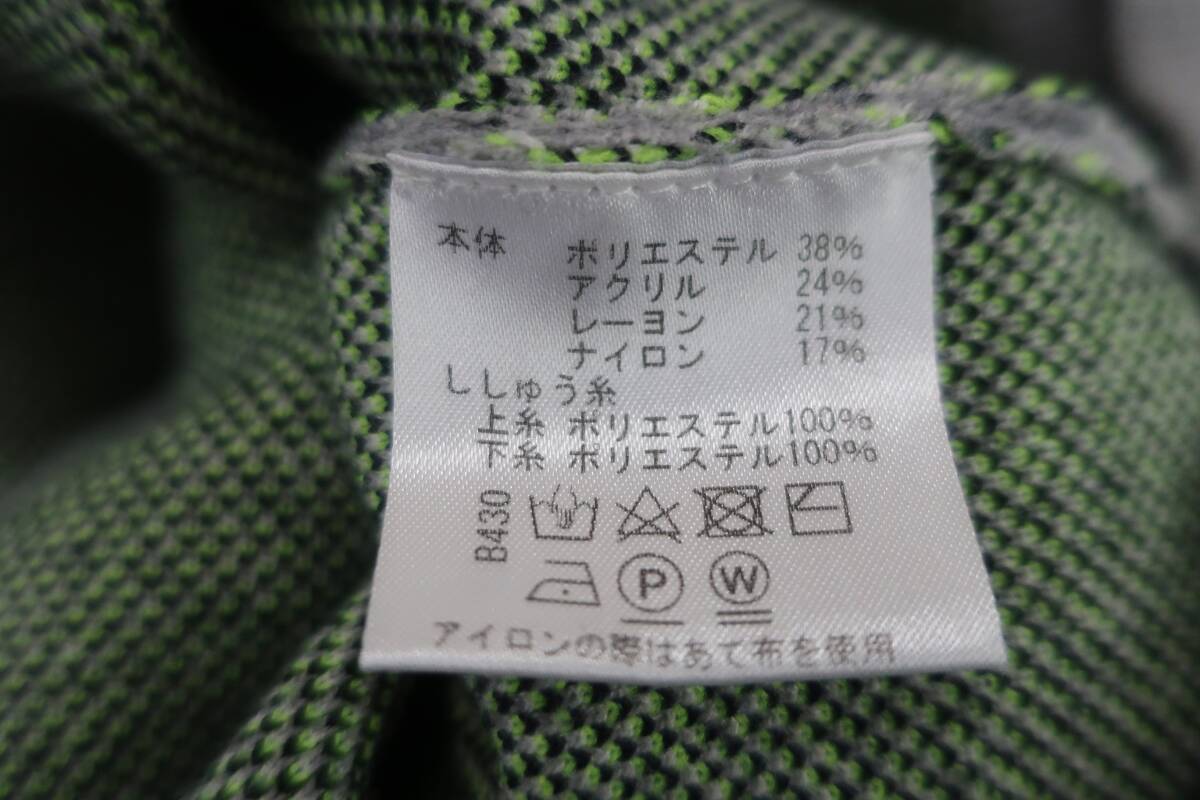 本体 ポリエステル 38%
アクリル 24%
レーヨン 21%
ナイロン 17%
ししゅう糸
上糸 ポリエステル100%
下糸 ポリエステル100%
B430
P W
アイロンの際はあて布を使用